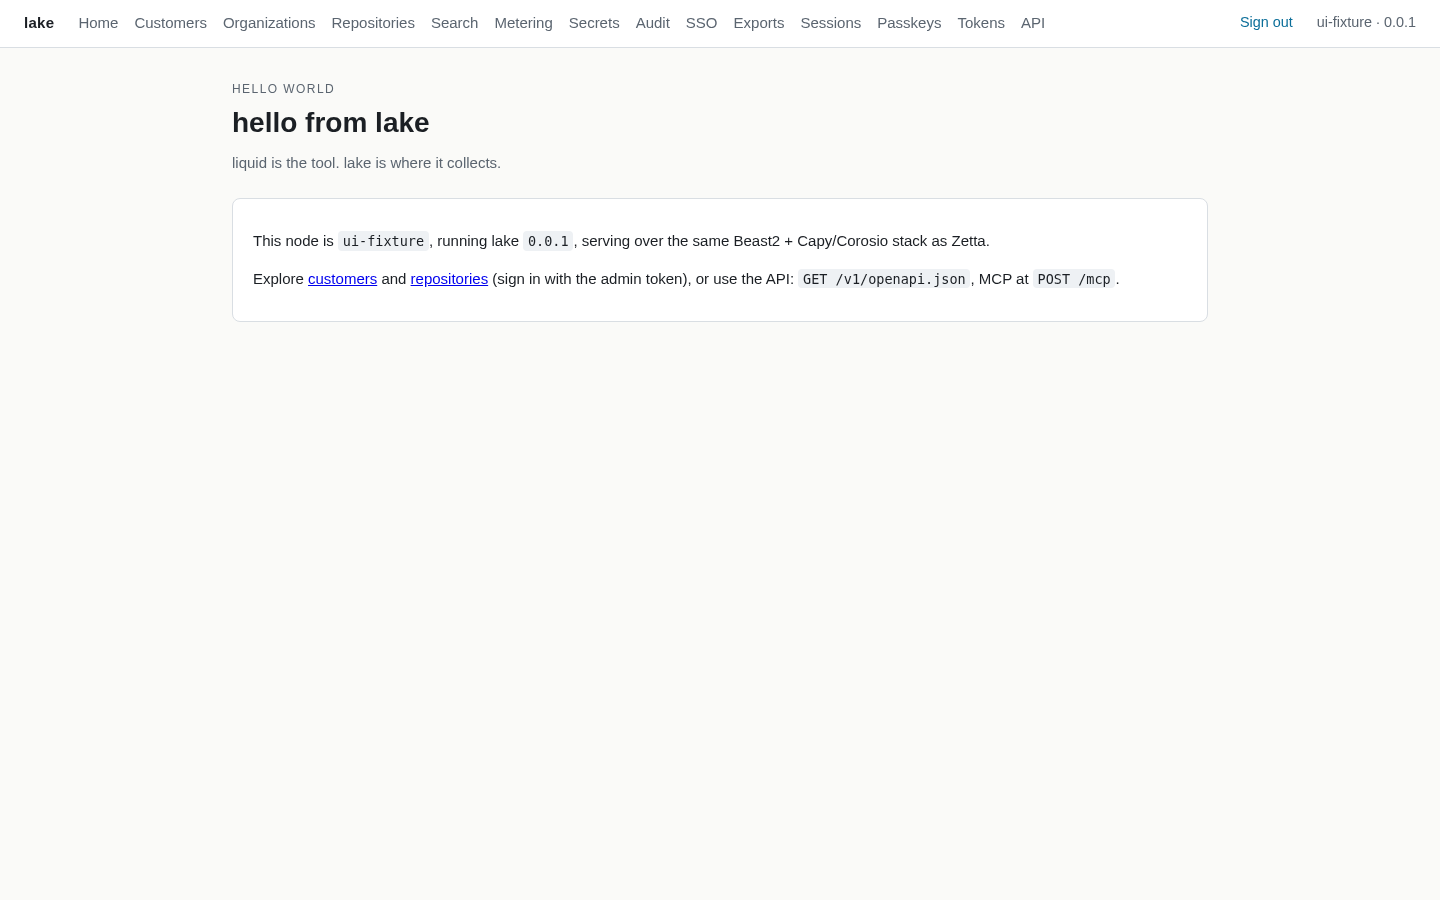 lake Home Customers Organizations Repositories Search Metering Secrets Audit SSO Exports Sessions Passkeys Tokens API Sign out ui-fixture · 0.0.1
HELLO WORLD
hello from lake
liquid is the tool. lake is where it collects.
This node is ui-fixture, running lake 0.0.1, serving over the same Beast2 + Capy/Corosio stack as Zetta.
Explore customers and repositories (sign in with the admin token), or use the API: GET /v1/openapi.json, MCP at POST /mcp.